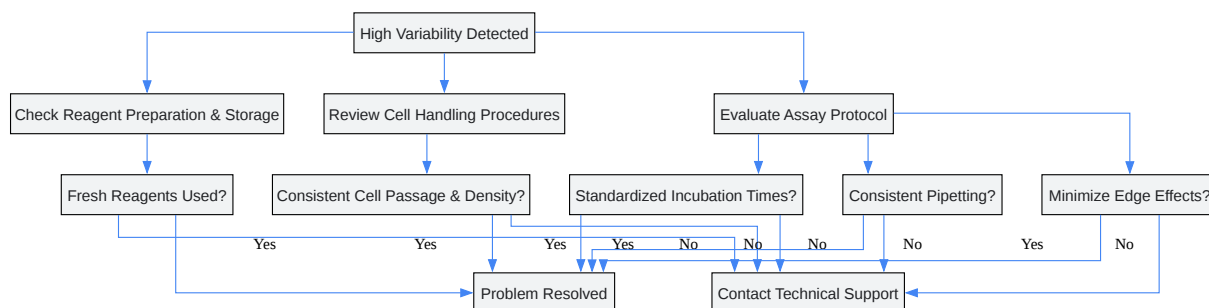 High Variability Detected
Check Reagent Preparation & Storage
Review Cell Handling Procedures
Evaluate Assay Protocol
Fresh Reagents Used?
Consistent Cell Passage & Density?
Standardized Incubation Times?
Consistent Pipetting?
Minimize Edge Effects?
Yes
Yes
Yes
Yes
No
No
No
No
Yes
No
Problem Resolved
Contact Technical Support